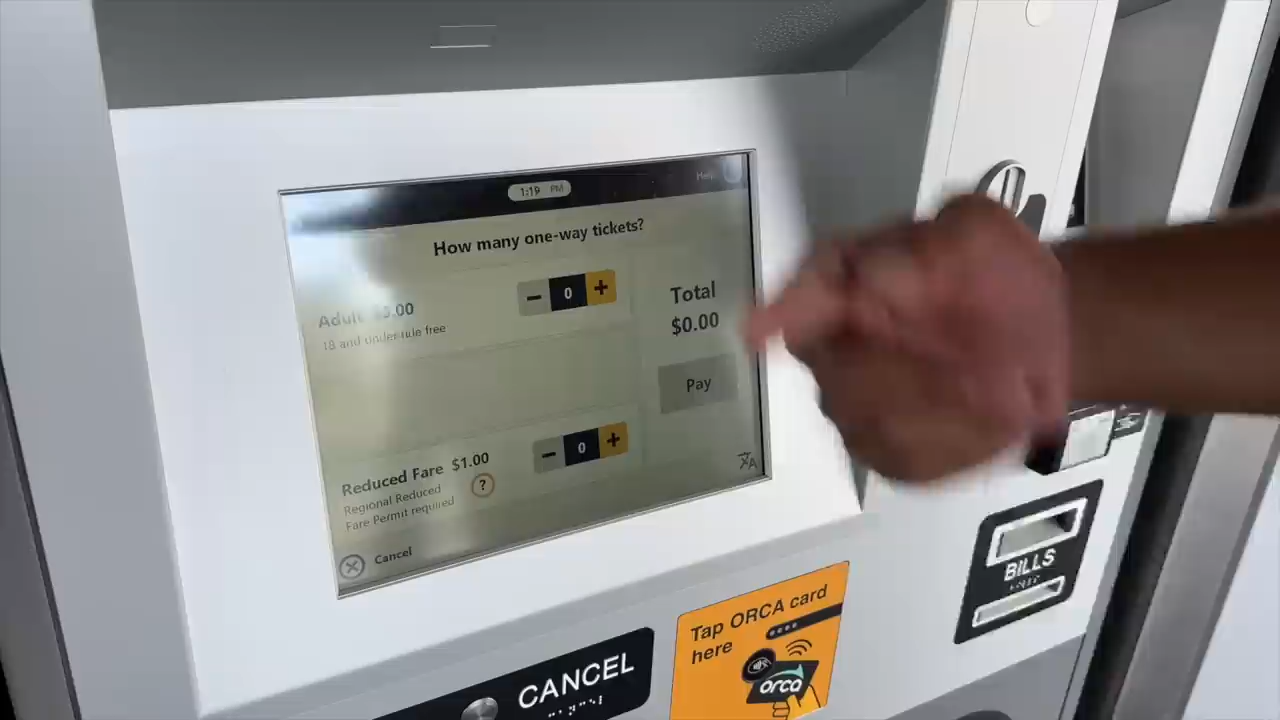 1:19 PM
Help
How many one-way tickets?
Adult $3.00
18 and under ride free
− 0 +
Total
$0.00
Pay
Reduced Fare $1.00
Regional Reduced
Fare Permit required
?
− 0 +
Cancel
CANCEL
Tap ORCA card
here
orca
BILLS